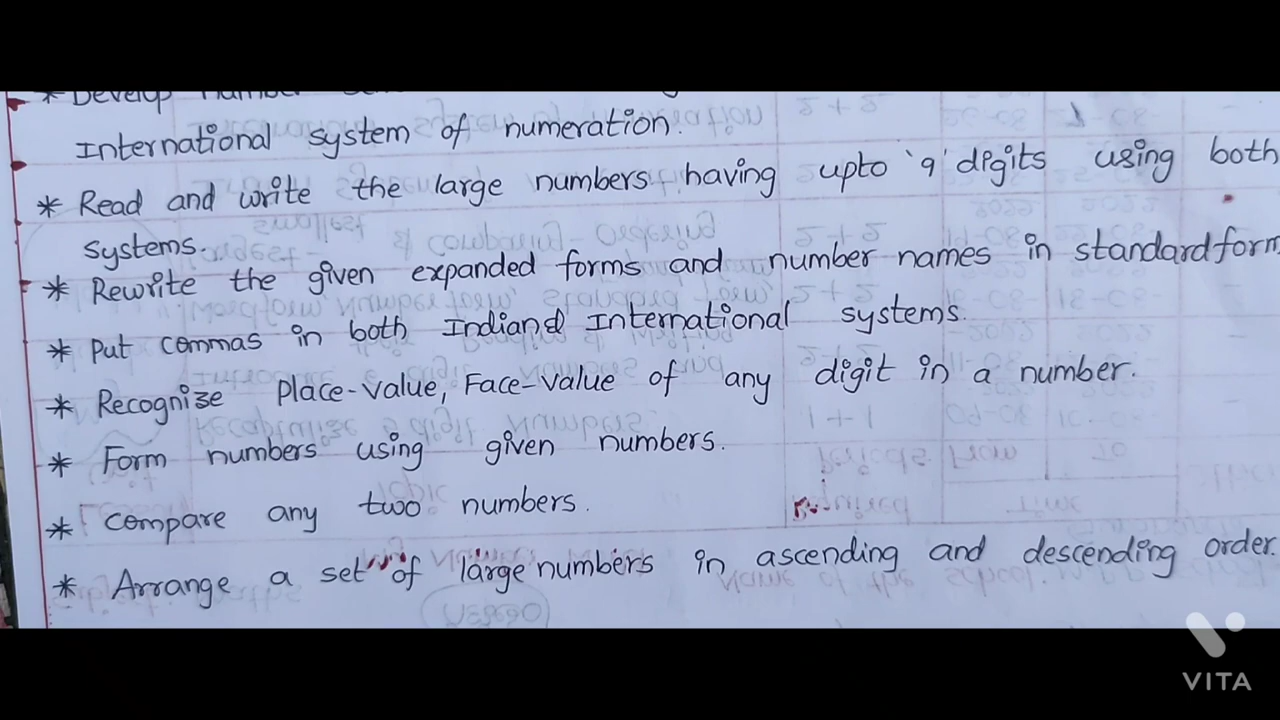 * Develop number
International system of numeration.
* Read and write the large numbers having upto '9' digits using both
systems.
* Rewrite the given expanded forms and number names in standard form
* Put commas in both Indian & International systems.
* Recognise Place-value, Face-value of any digit in a number.
* Form numbers using given numbers.
* Compare any two numbers.
* Arrange a set of large numbers in ascending and descending order.
VITA